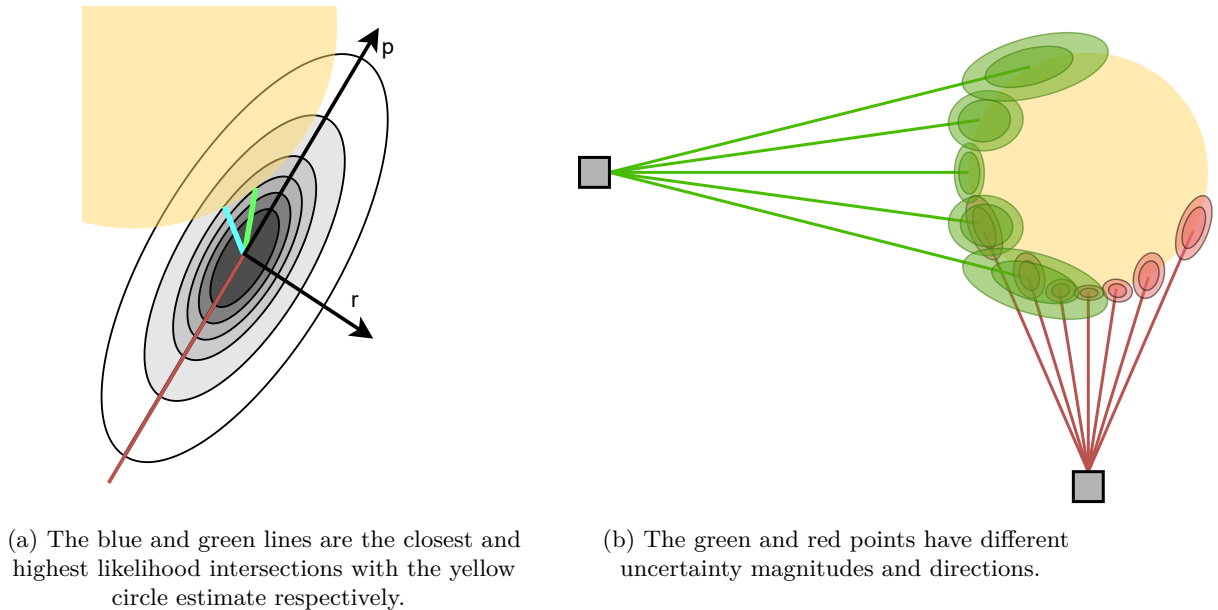 p
r
(a) The blue and green lines are the closest and
highest likelihood intersections with the yellow
circle estimate respectively.
(b) The green and red points have different
uncertainty magnitudes and directions.